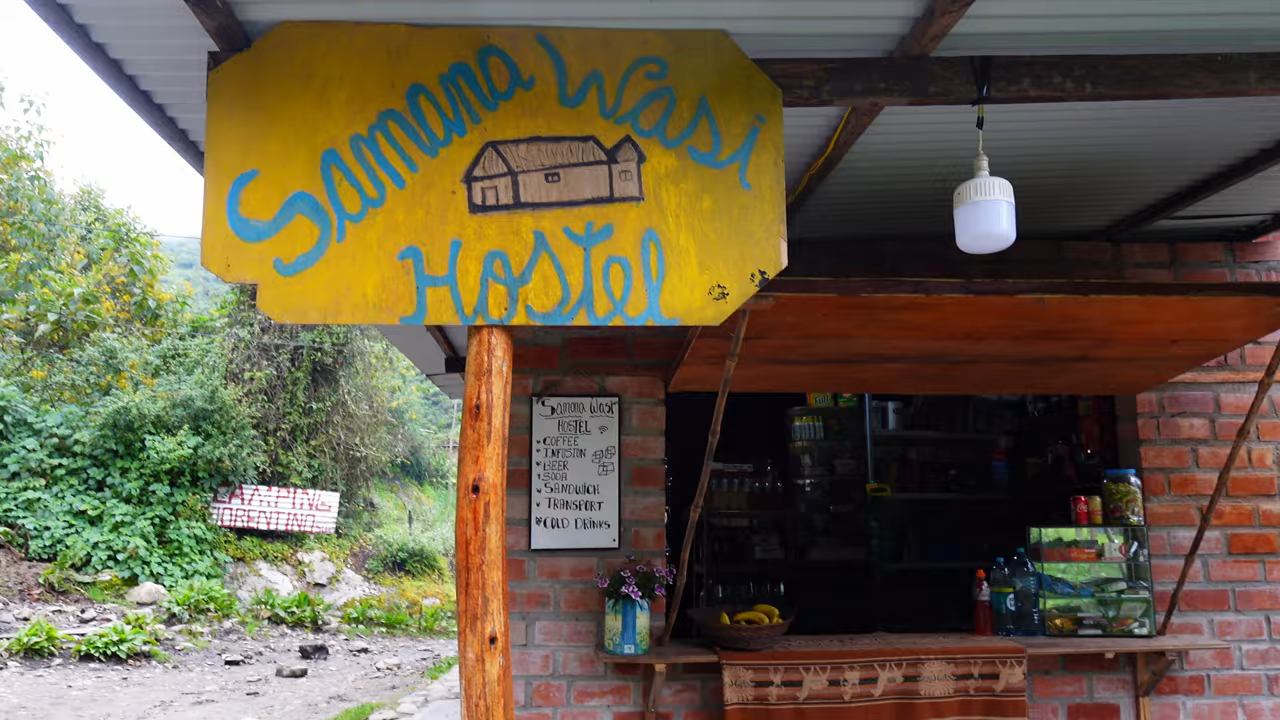 Samana Wasi
Hostel
Samana Wasi
HOSTEL
COFFEE
INFUSION
BEER
SODA
SANDWICH
TRANSPORT
COLD DRINKS
CAMPING